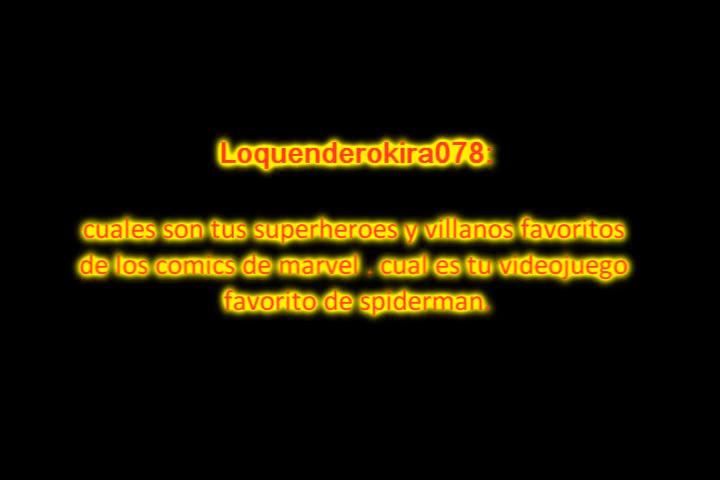 Loquenderokira078:
cuales son tus superheroes y villanos favoritos
de los comics de marvel . cual es tu videojuego
favorito de spiderman.